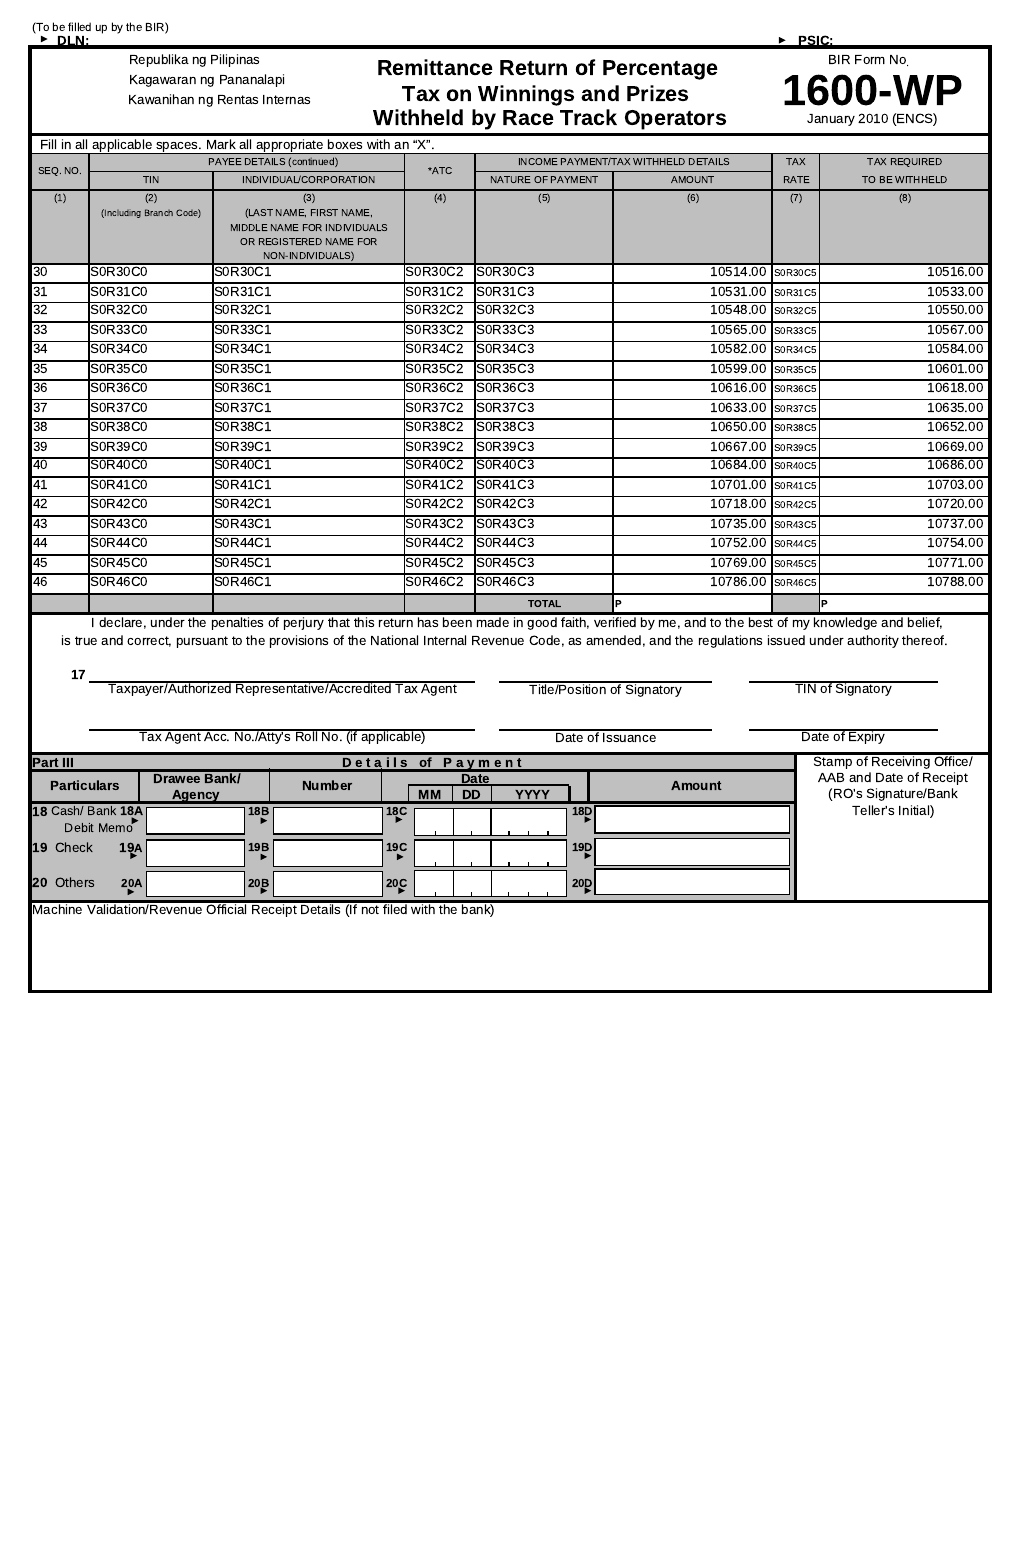 (To be filled up by the BIR)
► DLN: ► PSIC:
Republika ng Pilipinas
Kagawaran ng Pananalapi
Kawanihan ng Rentas Internas
Remittance Return of Percentage
Tax on Winnings and Prizes
Withheld by Race Track Operators
BIR Form No.
1600-WP
January 2010 (ENCS)
Fill in all applicable spaces. Mark all appropriate boxes with an “X”.
SEQ. NO. PAYEE DETAILS (continued) *ATC INCOME PAYMENT/TAX WITHHELD DETAILS TAX RATE TAX REQUIRED TO BE WITHHELD
TIN INDIVIDUAL/CORPORATION NATURE OF PAYMENT AMOUNT
(1) (2) (3) (4) (5) (6) (7) (8)
(Including Branch Code) (LAST NAME, FIRST NAME,
MIDDLE NAME FOR INDIVIDUALS
OR REGISTERED NAME FOR
NON-INDIVIDUALS)
30 S0R30C0 S0R30C1 S0R30C2 S0R30C3 10514.00 S0R30C5 10516.00
31 S0R31C0 S0R31C1 S0R31C2 S0R31C3 10531.00 S0R31C5 10533.00
32 S0R32C0 S0R32C1 S0R32C2 S0R32C3 10548.00 S0R32C5 10550.00
33 S0R33C0 S0R33C1 S0R33C2 S0R33C3 10565.00 S0R33C5 10567.00
34 S0R34C0 S0R34C1 S0R34C2 S0R34C3 10582.00 S0R34C5 10584.00
35 S0R35C0 S0R35C1 S0R35C2 S0R35C3 10599.00 S0R35C5 10601.00
36 S0R36C0 S0R36C1 S0R36C2 S0R36C3 10616.00 S0R36C5 10618.00
37 S0R37C0 S0R37C1 S0R37C2 S0R37C3 10633.00 S0R37C5 10635.00
38 S0R38C0 S0R38C1 S0R38C2 S0R38C3 10650.00 S0R38C5 10652.00
39 S0R39C0 S0R39C1 S0R39C2 S0R39C3 10667.00 S0R39C5 10669.00
40 S0R40C0 S0R40C1 S0R40C2 S0R40C3 10684.00 S0R40C5 10686.00
41 S0R41C0 S0R41C1 S0R41C2 S0R41C3 10701.00 S0R41C5 10703.00
42 S0R42C0 S0R42C1 S0R42C2 S0R42C3 10718.00 S0R42C5 10720.00
43 S0R43C0 S0R43C1 S0R43C2 S0R43C3 10735.00 S0R43C5 10737.00
44 S0R44C0 S0R44C1 S0R44C2 S0R44C3 10752.00 S0R44C5 10754.00
45 S0R45C0 S0R45C1 S0R45C2 S0R45C3 10769.00 S0R45C5 10771.00
46 S0R46C0 S0R46C1 S0R46C2 S0R46C3 10786.00 S0R46C5 10788.00
TOTAL P P
I declare, under the penalties of perjury that this return has been made in good faith, verified by me, and to the best of my knowledge and belief,
is true and correct, pursuant to the provisions of the National Internal Revenue Code, as amended, and the regulations issued under authority thereof.
17
Taxpayer/Authorized Representative/Accredited Tax Agent Title/Position of Signatory TIN of Signatory
Tax Agent Acc. No./Atty's Roll No. (if applicable) Date of Issuance Date of Expiry
Part III Details of Payment
Particulars Drawee Bank/ Agency Number Date Amount
MM DD YYYY
Stamp of Receiving Office/
AAB and Date of Receipt
(RO's Signature/Bank
Teller's Initial)
18 Cash/ Bank 18A 18B 18C 18D
Debit Memo
19 Check 19A 19B 19C 19D
20 Others 20A 20B 20C 20D
Machine Validation/Revenue Official Receipt Details (If not filed with the bank)